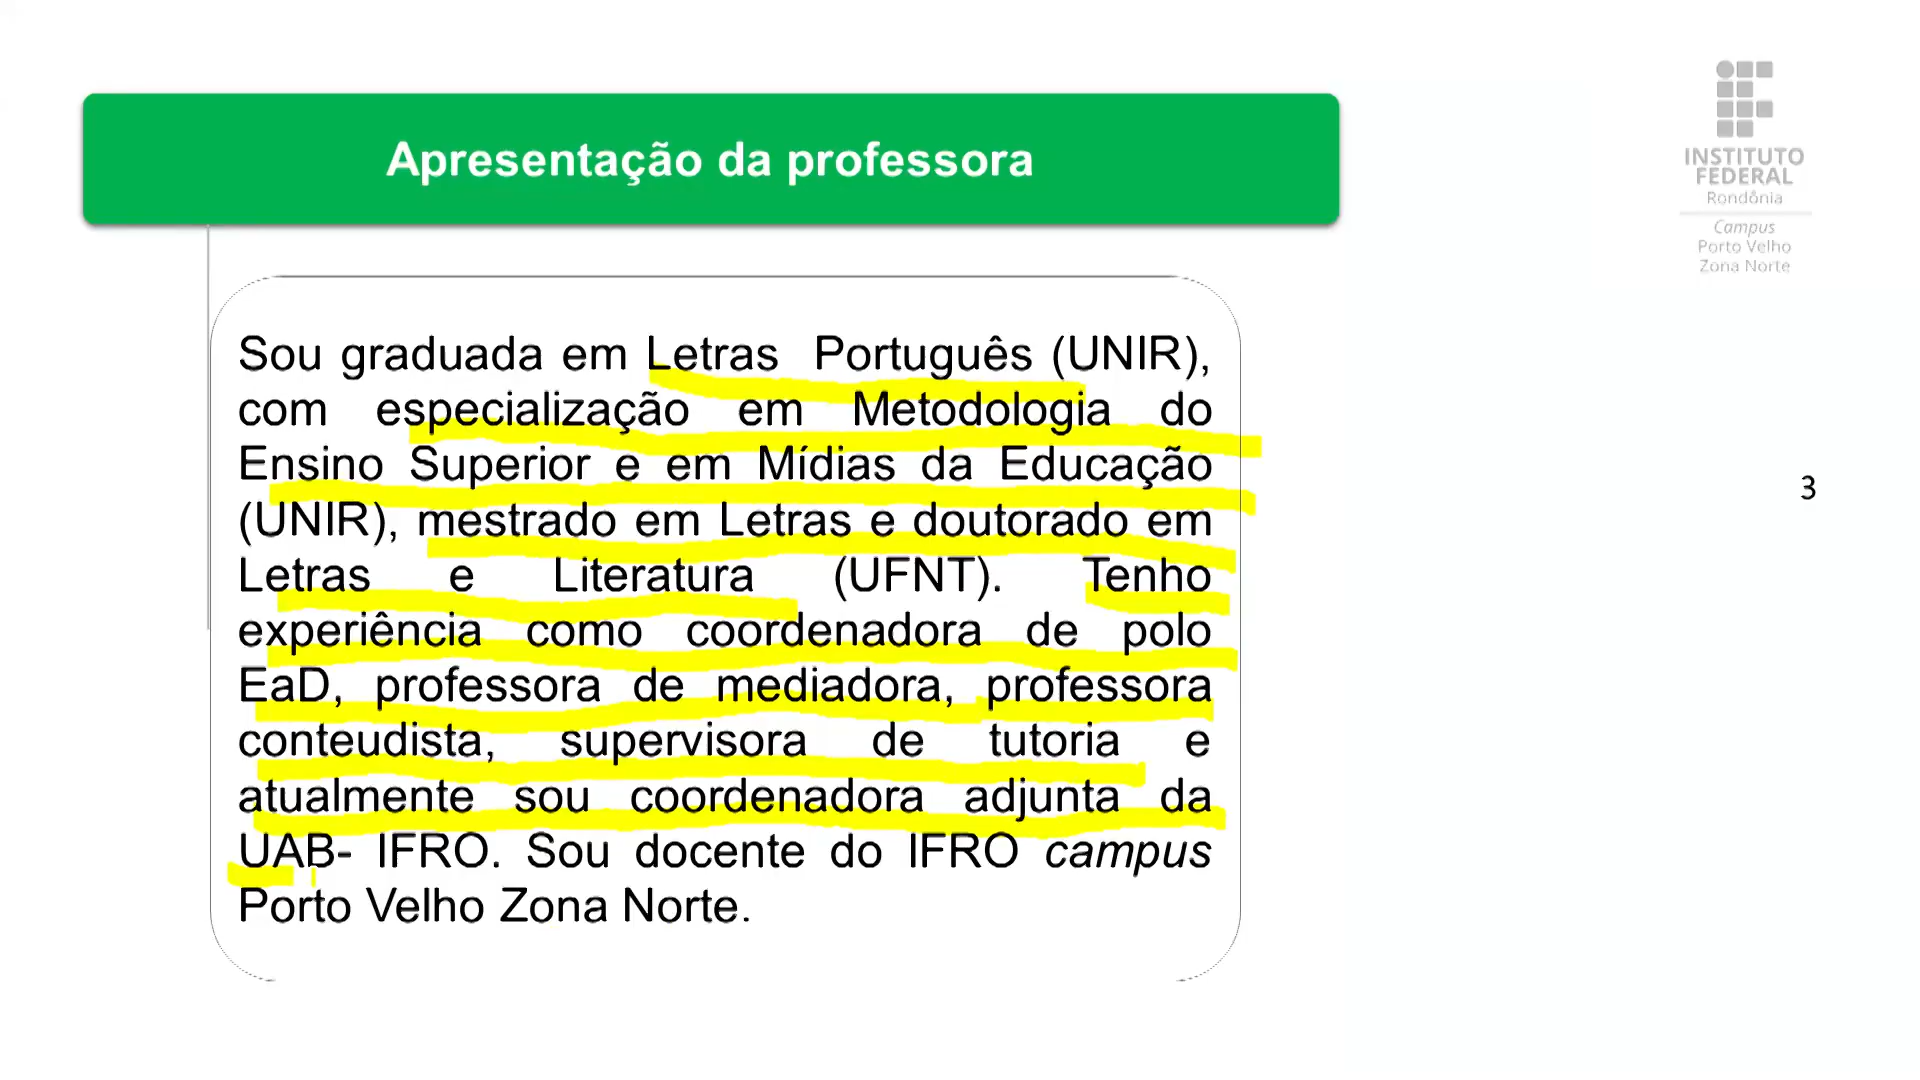 Apresentação da professora
INSTITUTO
FEDERAL
Rondônia
Campus
Porto Velho
Zona Norte
Sou graduada em Letras Português (UNIR),
com especialização em Metodologia do
Ensino Superior e em Mídias da Educação
(UNIR), mestrado em Letras e doutorado em
Letras e Literatura (UFNT). Tenho
experiência como coordenadora de polo
EaD, professora de mediadora, professora
conteudista, supervisora de tutoria e
atualmente sou coordenadora adjunta da
UAB- IFRO. Sou docente do IFRO campus
Porto Velho Zona Norte.
3